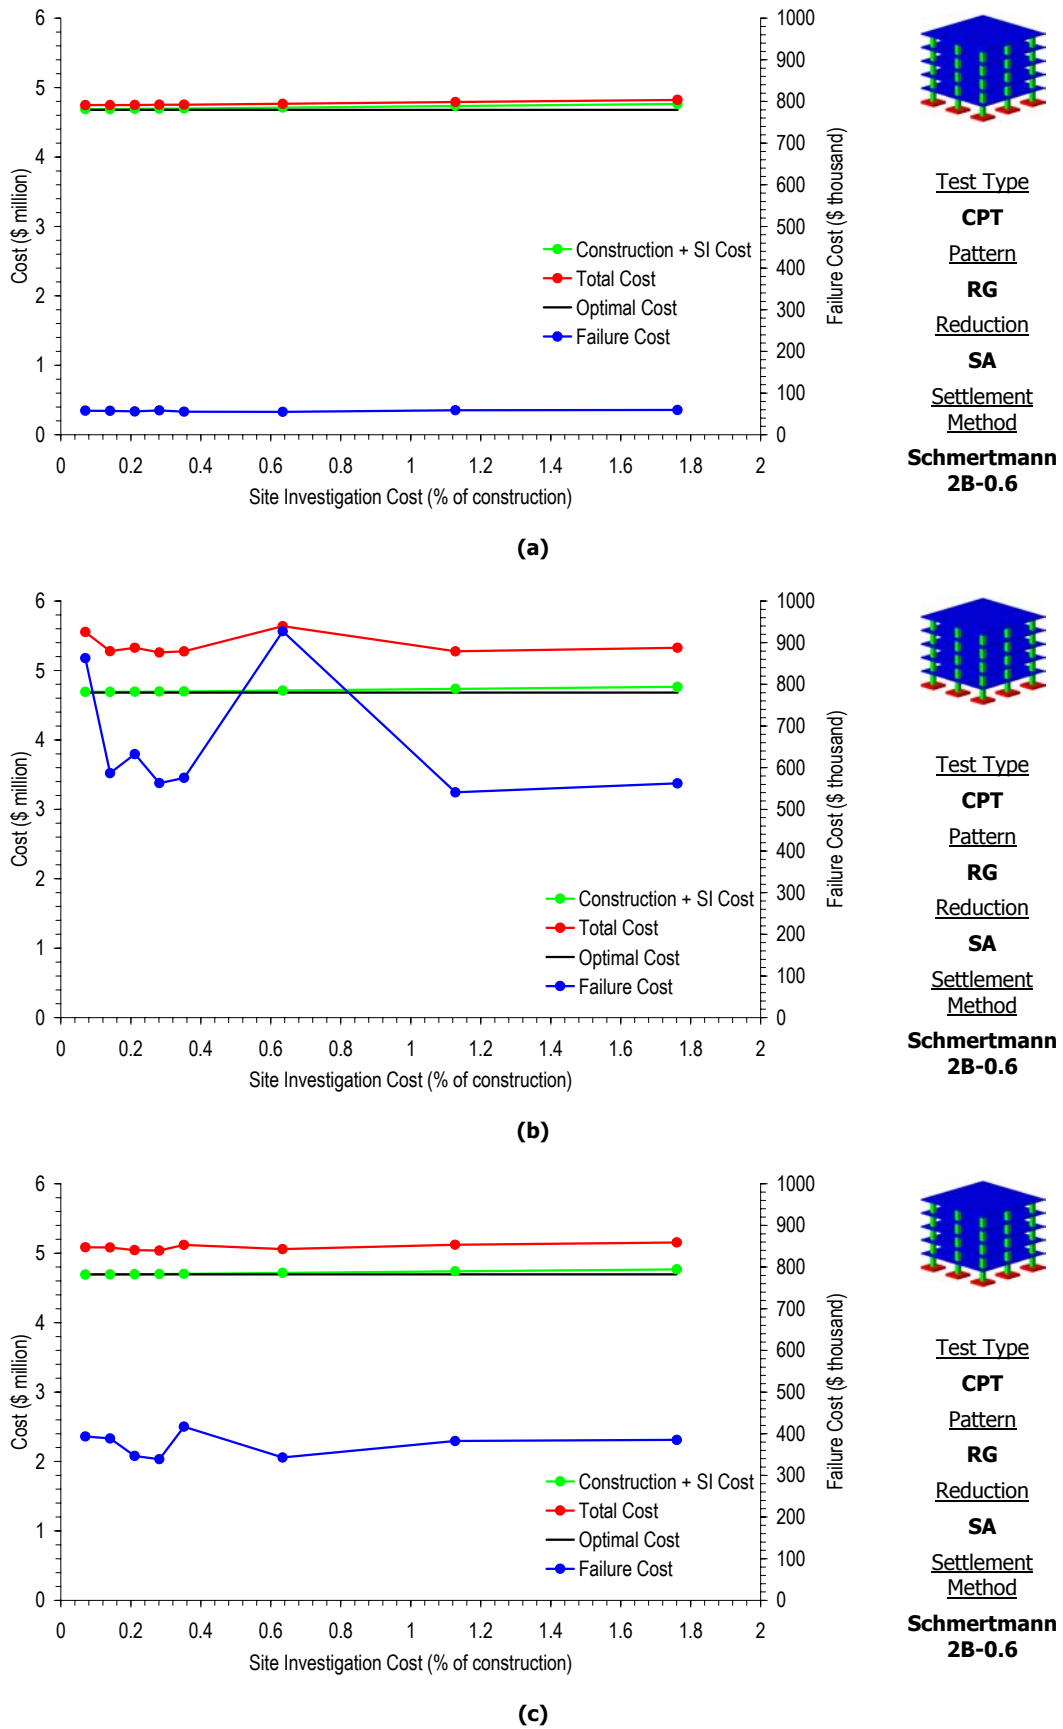 6
5
4
3
2
1
0
Cost ($ million)
1000
900
800
700
600
500
400
300
200
100
0
Failure Cost ($ thousand)
Construction + SI Cost
Total Cost
Optimal Cost
Failure Cost
0 0.2 0.4 0.6 0.8 1 1.2 1.4 1.6 1.8 2
Site Investigation Cost (% of construction)
Test Type
CPT
Pattern
RG
Reduction
SA
Settlement
Method
Schmertmann
2B-0.6
(a)
6
5
4
3
2
1
0
Cost ($ million)
1000
900
800
700
600
500
400
300
200
100
0
Failure Cost ($ thousand)
Construction + SI Cost
Total Cost
Optimal Cost
Failure Cost
0 0.2 0.4 0.6 0.8 1 1.2 1.4 1.6 1.8 2
Site Investigation Cost (% of construction)
Test Type
CPT
Pattern
RG
Reduction
SA
Settlement
Method
Schmertmann
2B-0.6
(b)
6
5
4
3
2
1
0
Cost ($ million)
1000
900
800
700
600
500
400
300
200
100
0
Failure Cost ($ thousand)
Construction + SI Cost
Total Cost
Optimal Cost
Failure Cost
0 0.2 0.4 0.6 0.8 1 1.2 1.4 1.6 1.8 2
Site Investigation Cost (% of construction)
Test Type
CPT
Pattern
RG
Reduction
SA
Settlement
Method
Schmertmann
2B-0.6
(c)